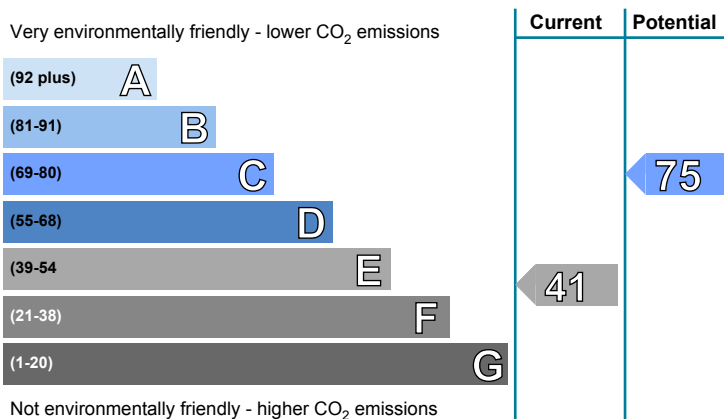 Current Potential
Very environmentally friendly - lower CO2 emissions
(92 plus) A
(81-91) B
(69-80) C 75
(55-68) D
(39-54 E 41
(21-38) F
(1-20) G
Not environmentally friendly - higher CO2 emissions